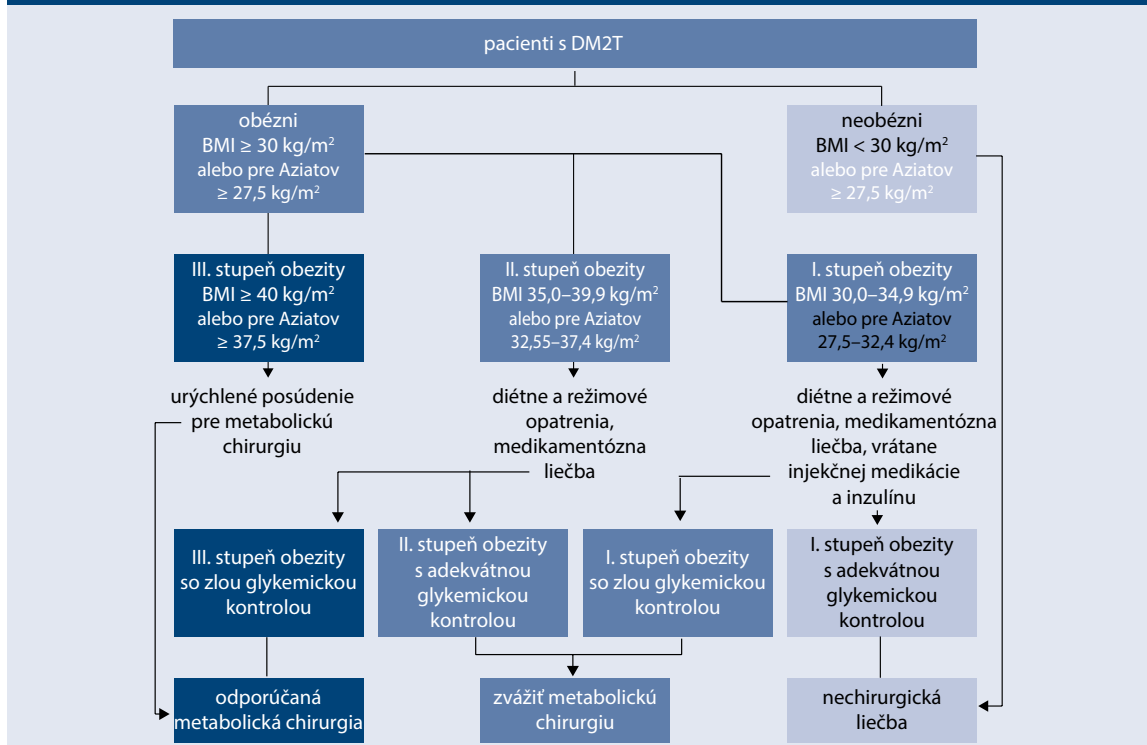 pacienti s DM2T
obézni
BMI ≥ 30 kg/m²
alebo pre Aziatov
≥ 27,5 kg/m²
neobézni
BMI < 30 kg/m²
alebo pre Aziatov
≥ 27,5 kg/m²
III. stupeň obezity
BMI ≥ 40 kg/m²
alebo pre Aziatov
≥ 37,5 kg/m²
II. stupeň obezity
BMI 35,0–39,9 kg/m²
alebo pre Aziatov
32,55–37,4 kg/m²
I. stupeň obezity
BMI 30,0–34,9 kg/m²
alebo pre Aziatov
27,5–32,4 kg/m²
urýchlené posúdenie
pre metabolickú
chirurgiu
diétne a režimové
opatrenia,
medikamentózna
liečba
diétne a režimové
opatrenia, medikamentózna
liečba, vrátane
injekčnej medikácie
a inzulínu
III. stupeň obezity
so zlou glykemickou
kontrolou
II. stupeň obezity
s adekvátnou
glykemickou
kontrolou
I. stupeň obezity
so zlou glykemickou
kontrolou
I. stupeň obezity
s adekvátnou
glykemickou
kontrolou
odporúčaná
metabolická chirurgia
zvážiť metabolickú
chirurgiu
nechirurgická
liečba